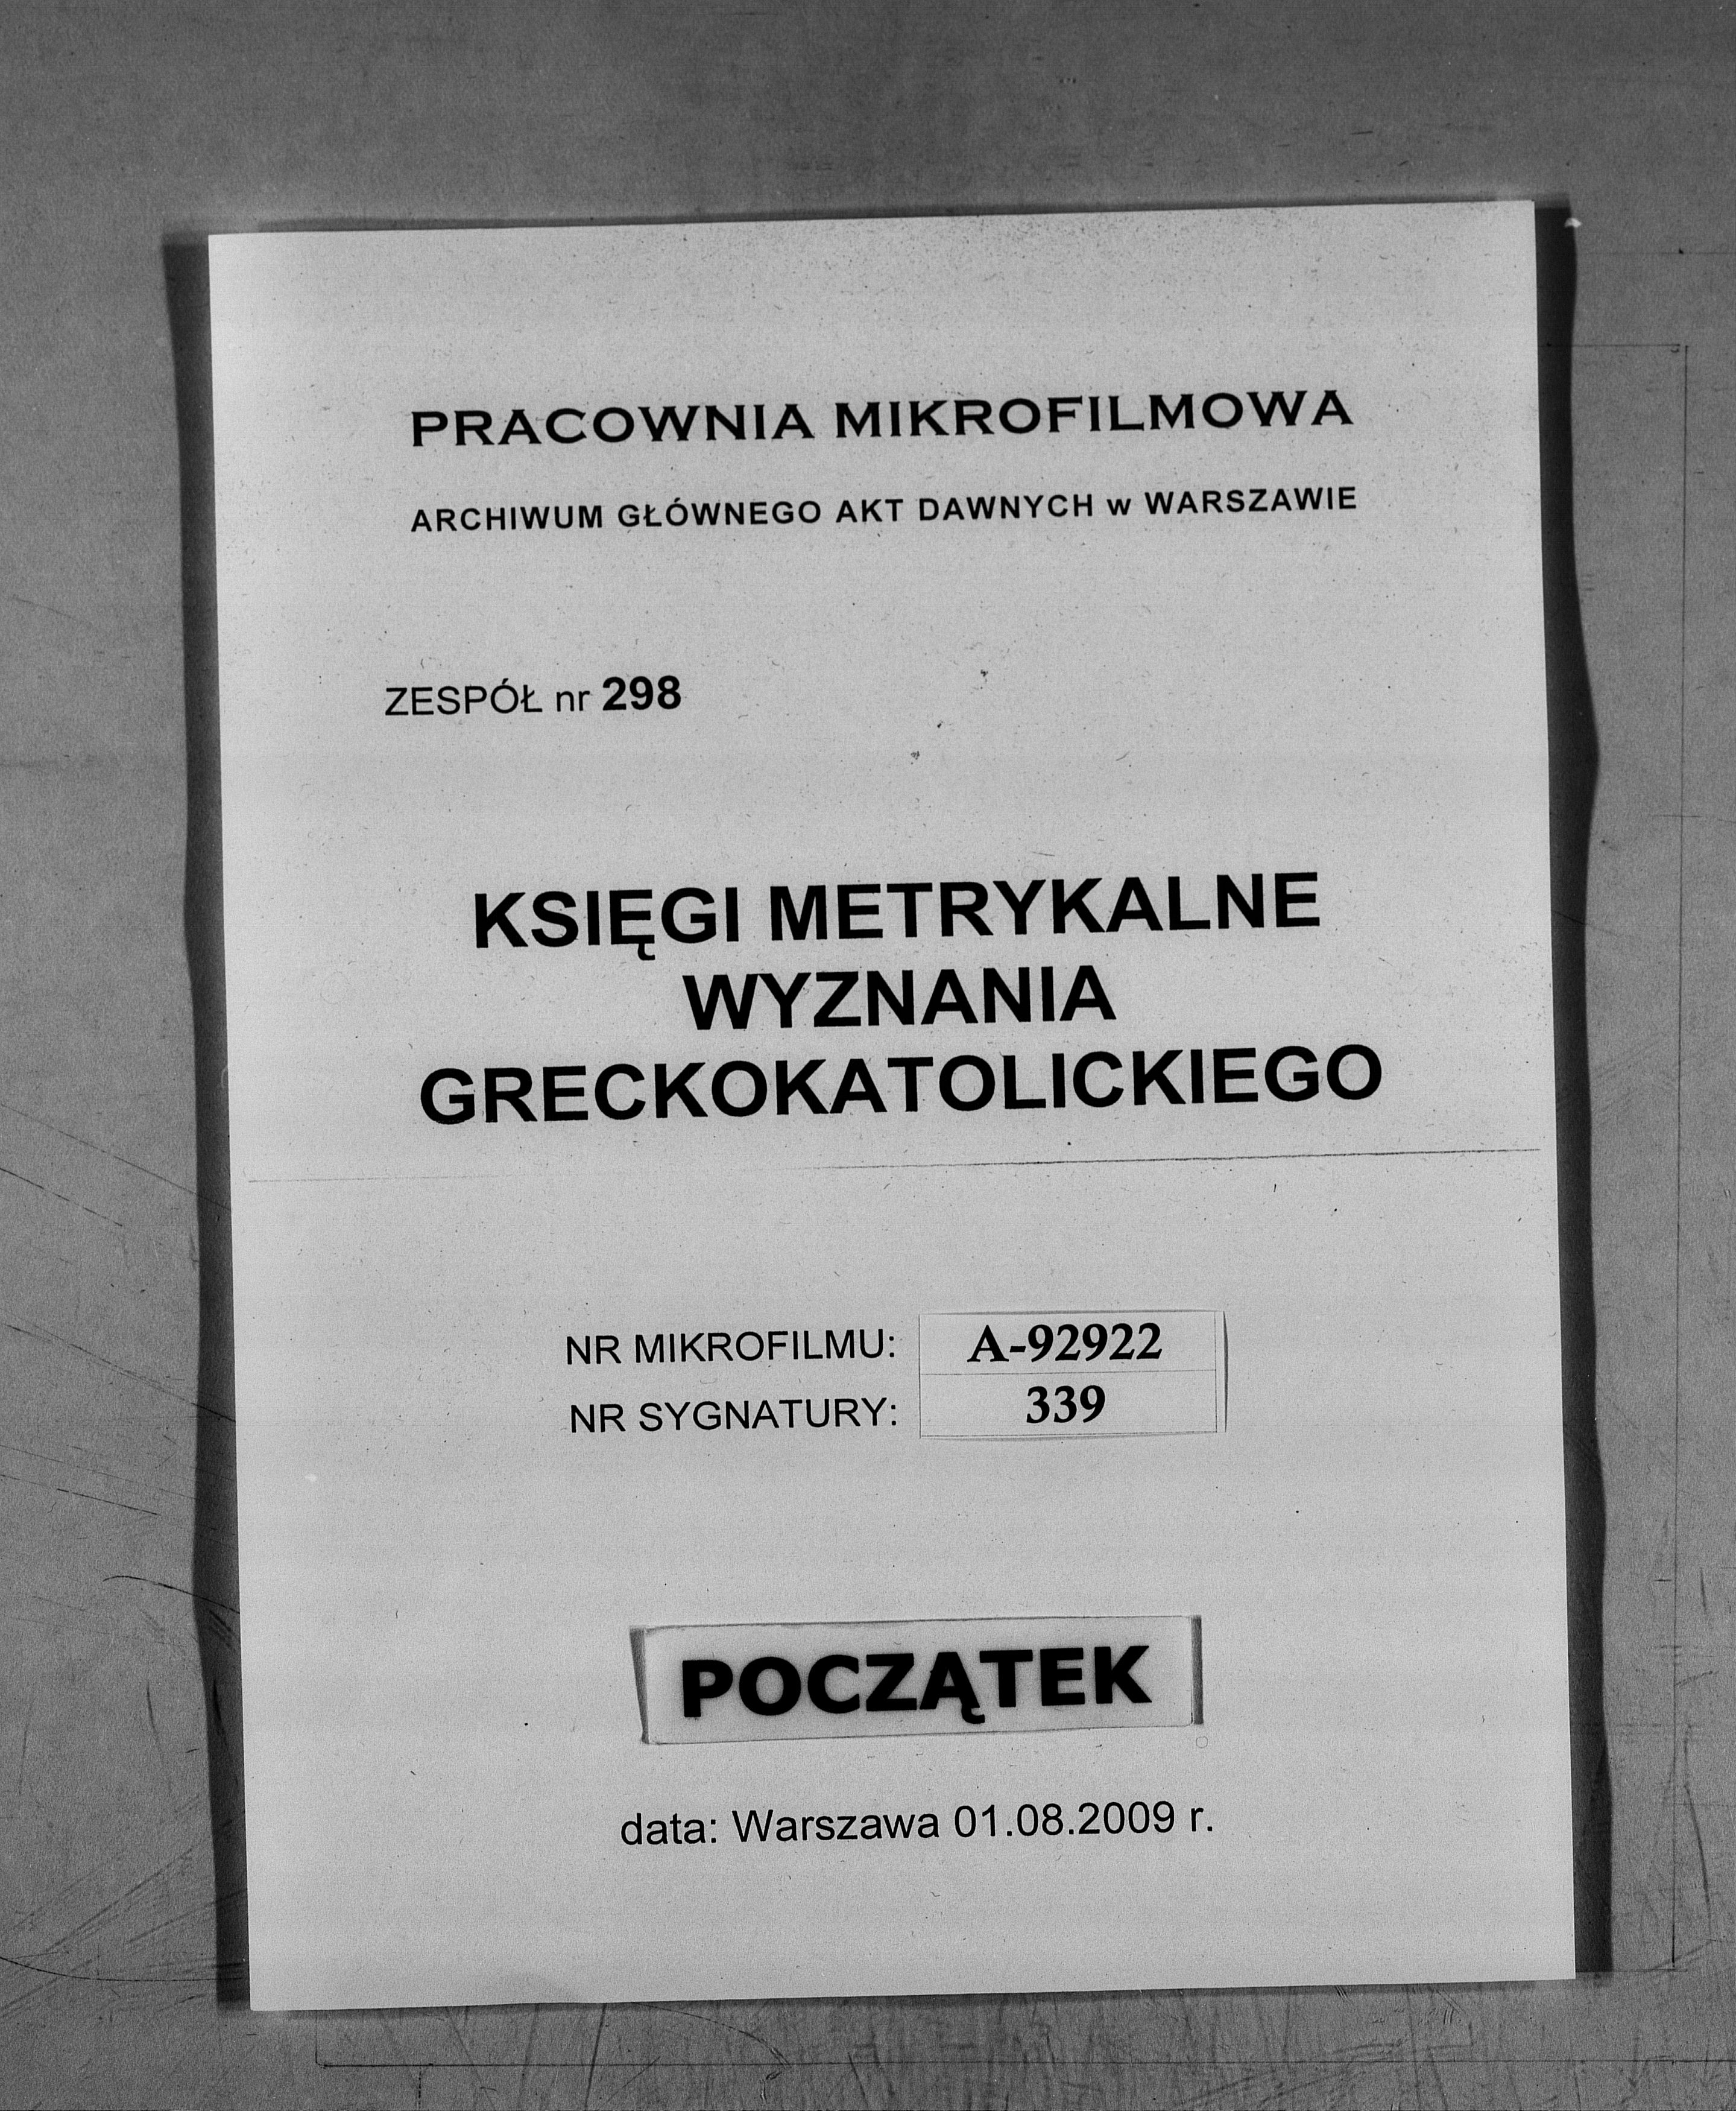 PRACOWNIA MIKROFILMOWA
ARCHIWUM GŁÓWNEGO AKT DAWNYCH w WARSZAWIE
ZESPÓŁ nr 298
KSIĘGI METRYKALNE
WYZNANIA
GRECKOKATOLICKIEGO
NR MIKROFILMU: A-92922
NR SYGNATURY: 339
POCZĄTEK
data: Warszawa 01.08.2009 r.